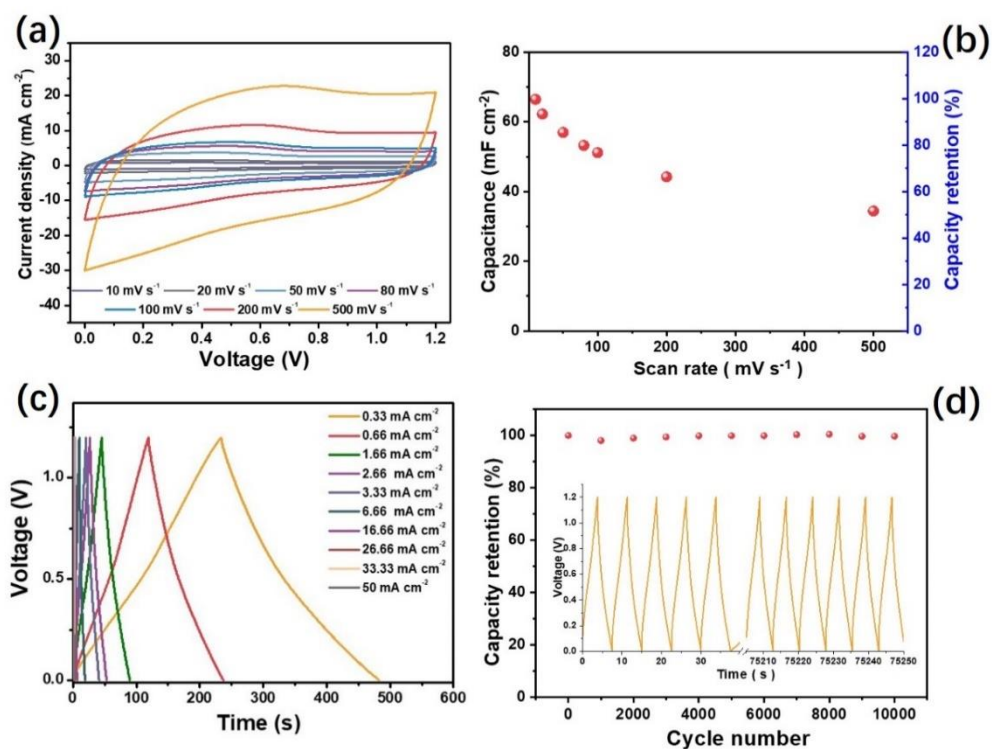 (a)
Current density (mA cm⁻²)
30
20
10
0
-10
-20
-30
-40
10 mV s⁻¹ 20 mV s⁻¹ 50 mV s⁻¹ 80 mV s⁻¹
100 mV s⁻¹ 200 mV s⁻¹ 500 mV s⁻¹
0.0 0.2 0.4 0.6 0.8 1.0 1.2
Voltage (V)
(b)
Capacitance (mF cm⁻²)
80
60
40
20
0
120
100
80
60
40
20
0
Capacity retention (%)
100 200 300 400 500
Scan rate ( mV s⁻¹ )
(c)
Voltage (V)
1.0
0.5
0.0
0.33 mA cm⁻²
0.66 mA cm⁻²
1.66 mA cm⁻²
2.66 mA cm⁻²
3.33 mA cm⁻²
6.66 mA cm⁻²
16.66 mA cm⁻²
26.66 mA cm⁻²
33.33 mA cm⁻²
50 mA cm⁻²
0 100 200 300 400 500 600
Time (s)
(d)
Capacity retention (%)
100
80
60
40
20
0
Voltage (V)
1.2
1.0
0.8
0.6
0.4
0.2
0.0
0 10 20 30 75210 75220 75230 75240 75250
Time ( s )
0 2000 4000 6000 8000 10000
Cycle number